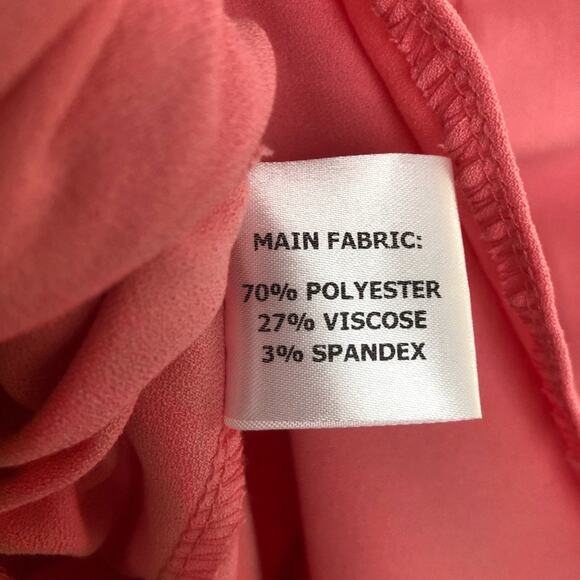 MAIN FABRIC:
70% POLYESTER
27% VISCOSE
3% SPANDEX